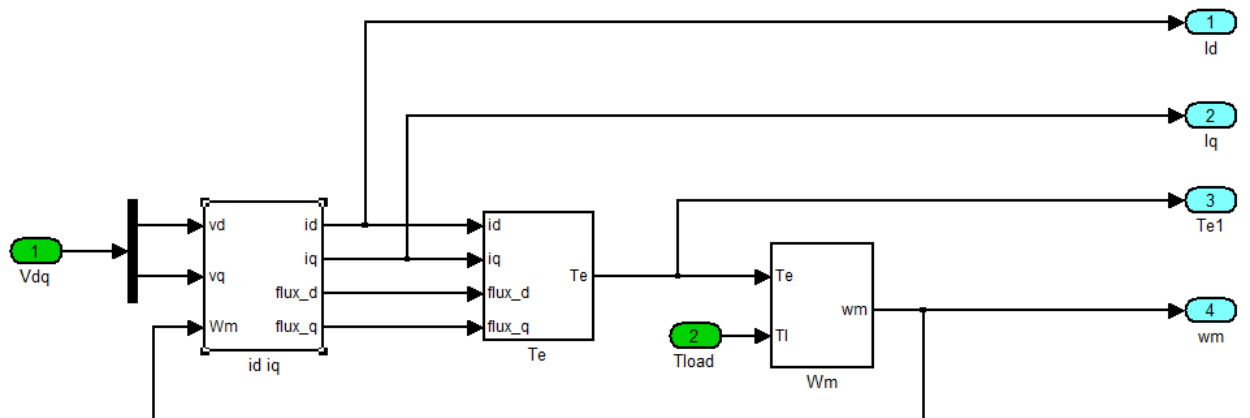 1
Id
2
Iq
3
Te1
4
wm
1
Vdq
vd
vq
Wm
id
iq
flux_d
flux_q
id iq
id
iq
flux_d
flux_q
Te
Te
2
Tload
Te
Tl
wm
Wm